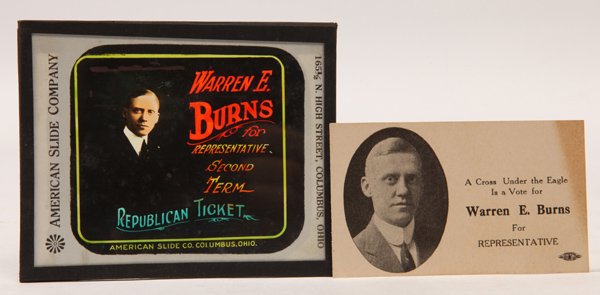 AMERICAN SLIDE COMPANY
WARREN E.
BURNS
for
REPRESENTATIVE.
SECOND
TERM
REPUBLICAN TICKET.
AMERICAN SLIDE CO. COLUMBUS, OHIO.
165½ N. HIGH STREET, COLUMBUS, OHIO
A Cross Under the Eagle
Is a Vote for
Warren E. Burns
For
REPRESENTATIVE